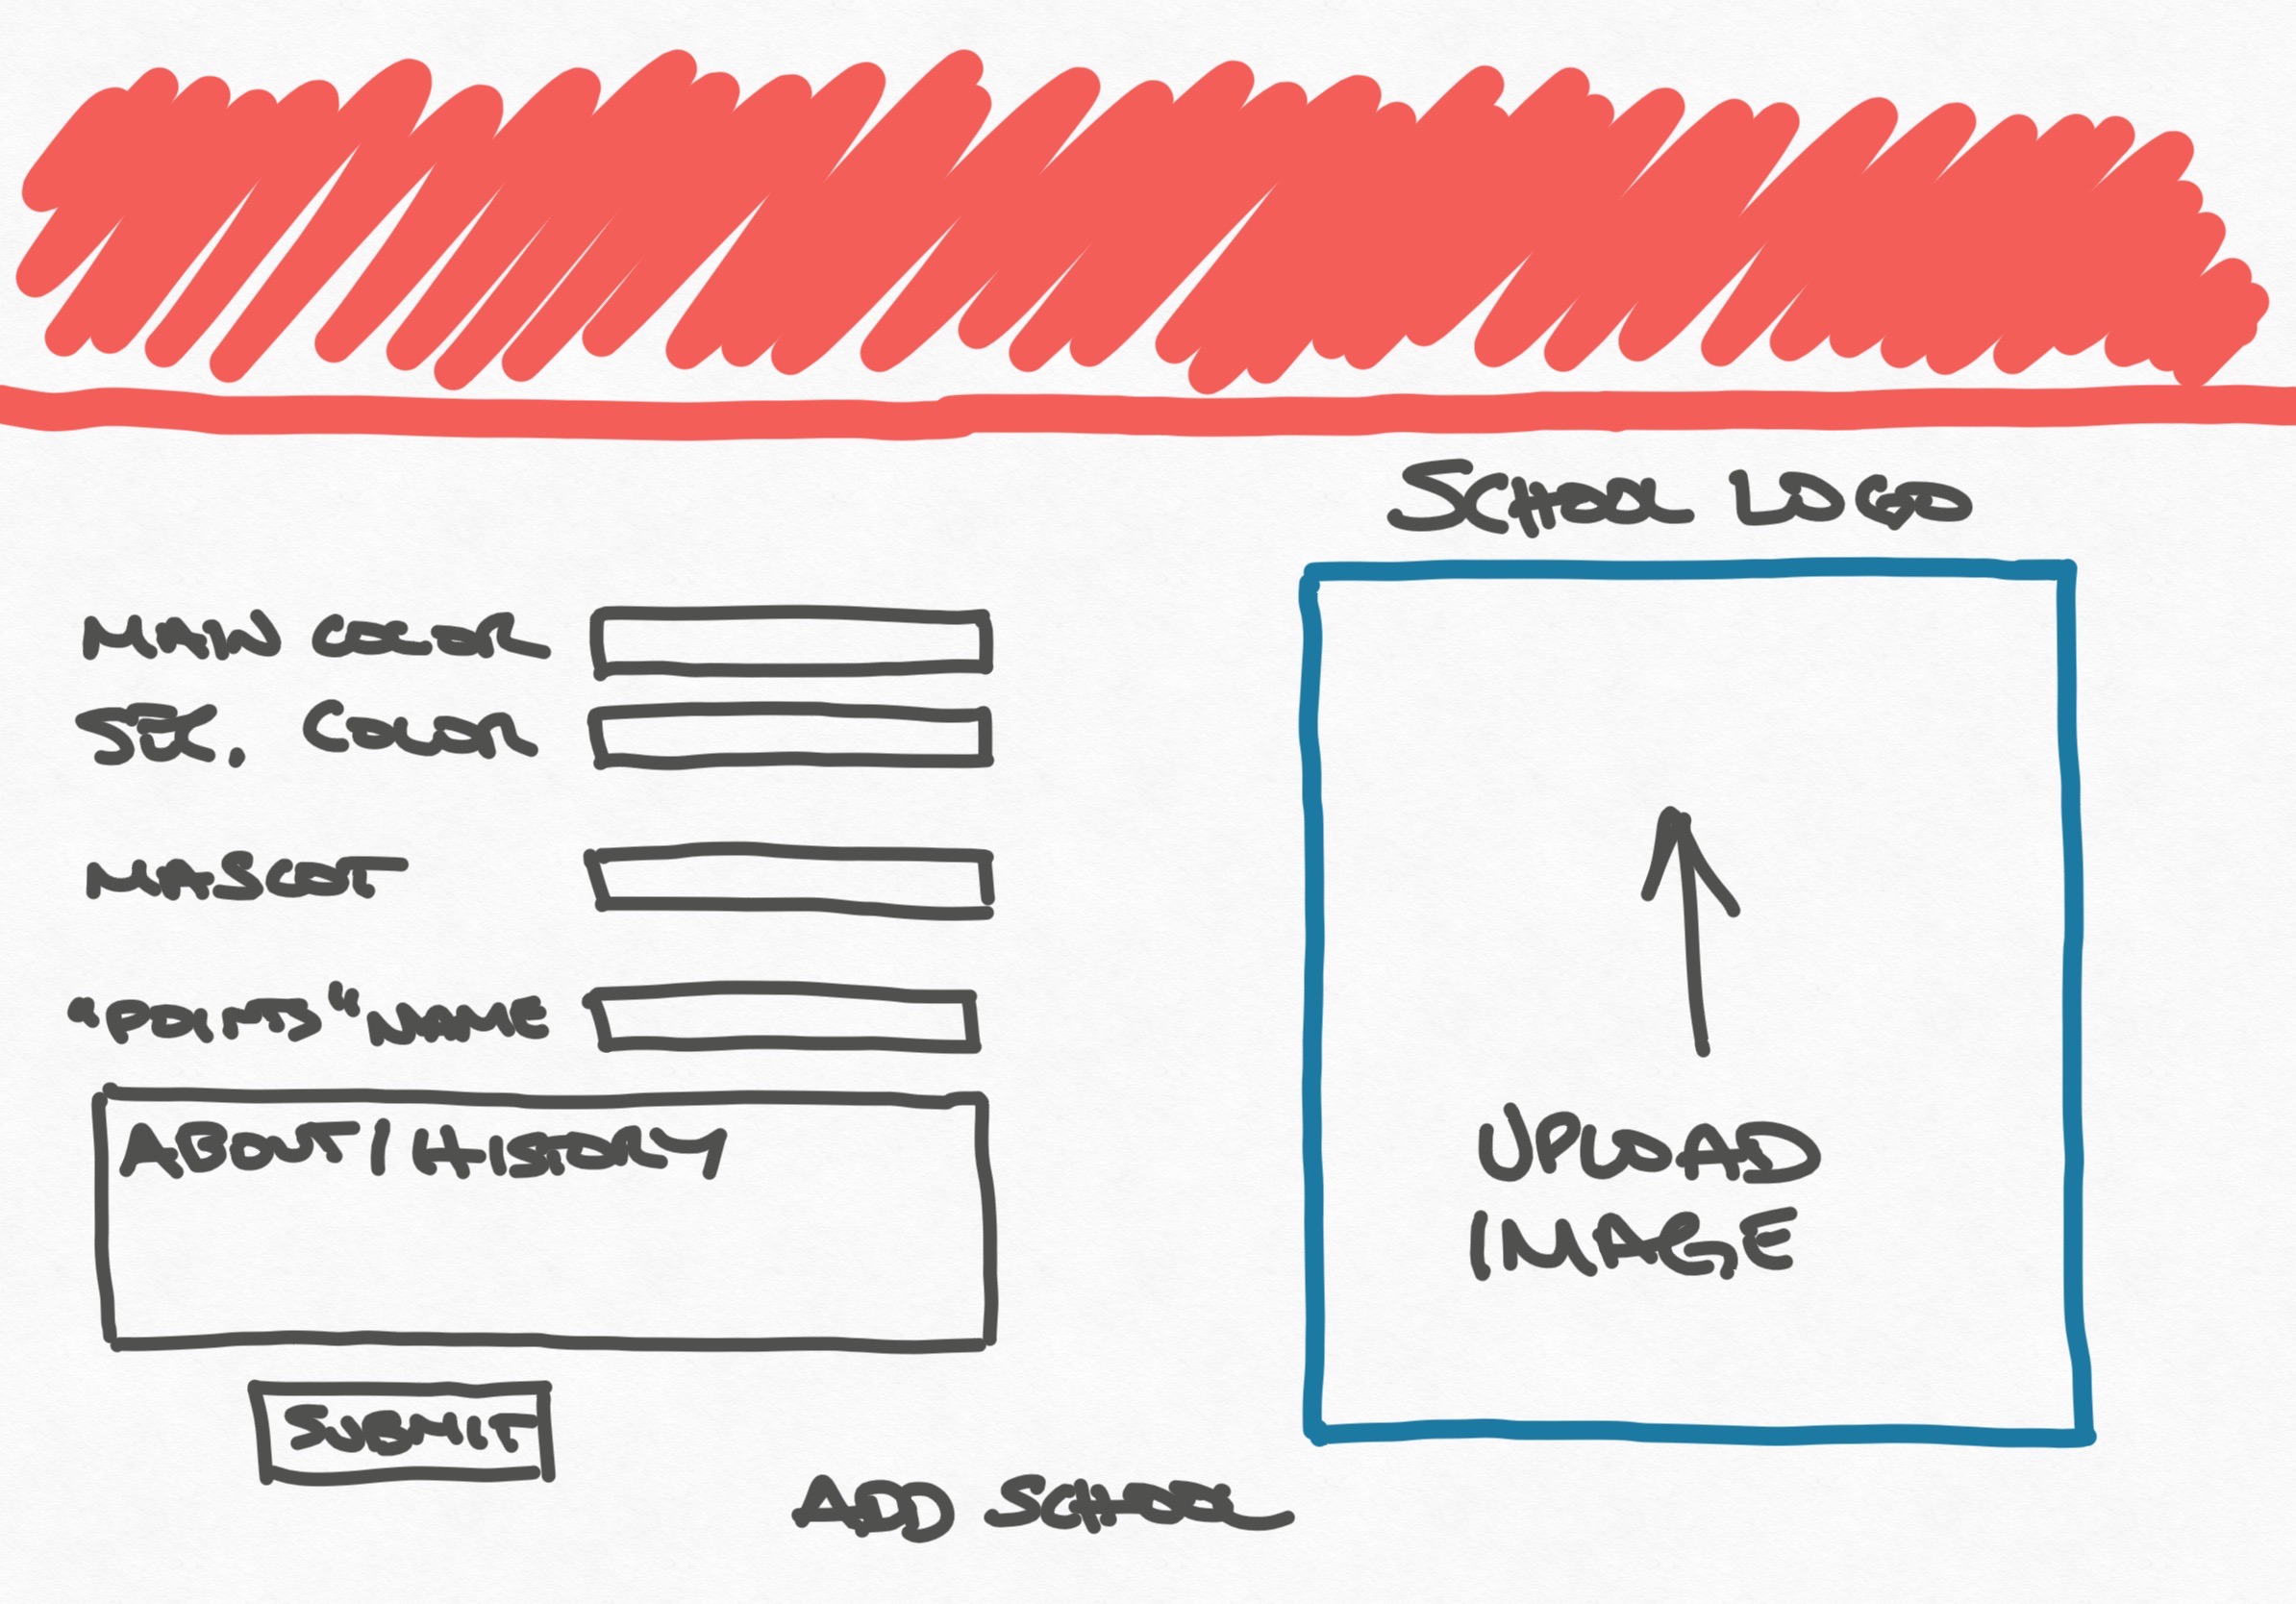 SCHOOL LOGO
MAIN COLOR
SEC. COLOR
MASCOT
"POINTS" NAME
ABOUT / HISTORY
UPLOAD
IMAGE
SUBMIT
ADD SCHOOL